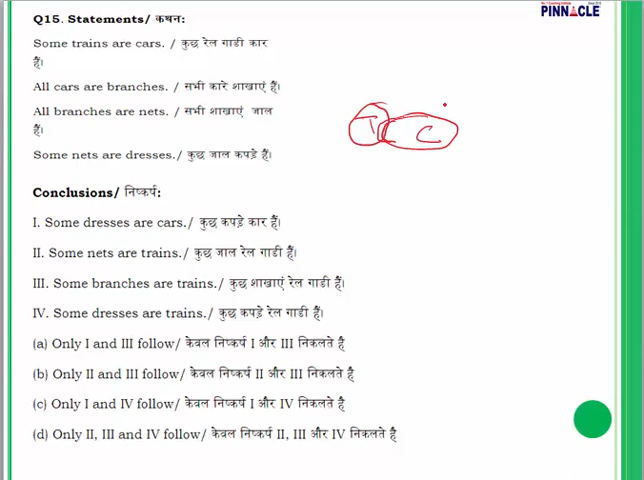 PINNACLE
Q15. Statements/ कथन:
Some trains are cars. / कुछ रेल गाडी कार
हैं।
All cars are branches. / सभी कारे शाखाएं हैं।
All branches are nets. / सभी शाखाएं जाल
हैं।
Some nets are dresses./ कुछ जाल कपड़े हैं।
T C
Conclusions/ निष्कर्ष:
I. Some dresses are cars./ कुछ कपड़े कार हैं।
II. Some nets are trains./ कुछ जाल रेल गाडी हैं।
III. Some branches are trains./ कुछ शाखाएं रेल गाडी हैं।
IV. Some dresses are trains./ कुछ कपड़े रेल गाडी हैं।
(a) Only I and III follow/ केवल निष्कर्ष I और III निकलते है
(b) Only II and III follow/ केवल निष्कर्ष II और III निकलते है
(c) Only I and IV follow/ केवल निष्कर्ष I और IV निकलते है
(d) Only II, III and IV follow/ केवल निष्कर्ष II, III और IV निकलते है